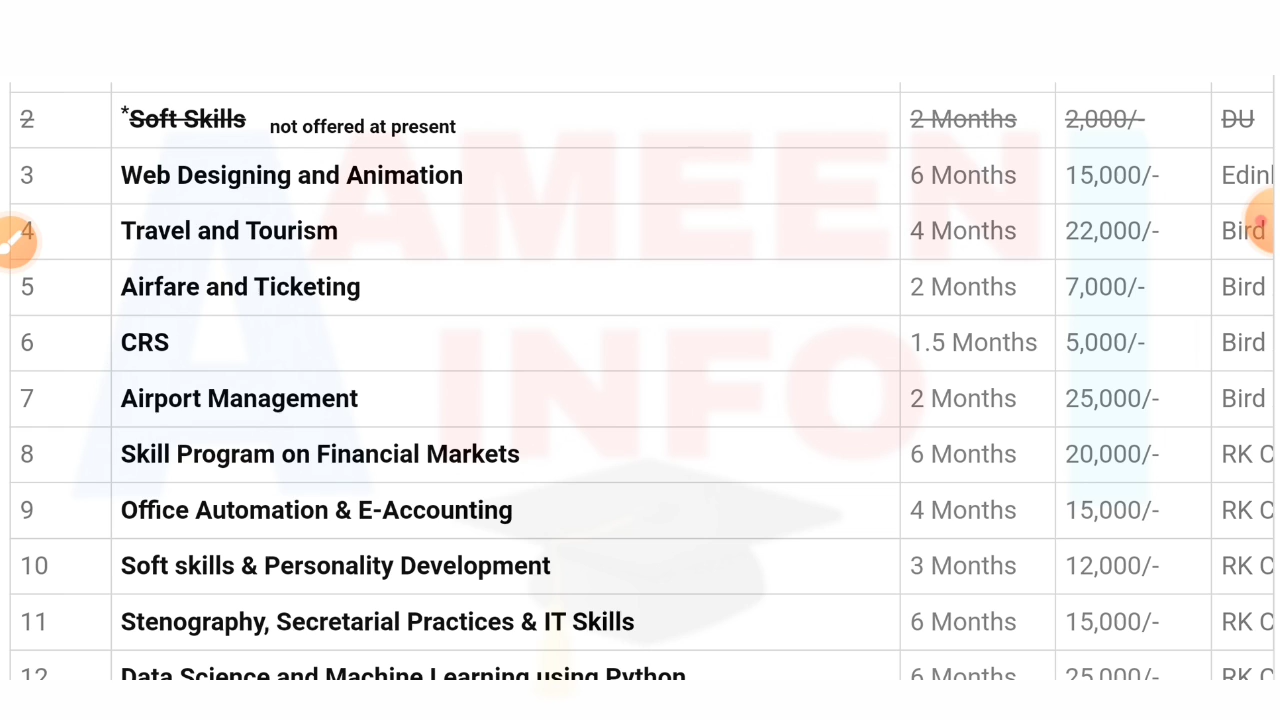 2 *Soft Skills not offered at present 2 Months 2,000/- DU
3 Web Designing and Animation 6 Months 15,000/-
4 Travel and Tourism 4 Months 22,000/- Bird
5 Airfare and Ticketing 2 Months 7,000/- Bird
6 CRS 1.5 Months 5,000/- Bird
7 Airport Management 2 Months 25,000/- Bird
8 Skill Program on Financial Markets 6 Months 20,000/- RK
9 Office Automation & E-Accounting 4 Months 15,000/- RK
10 Soft skills & Personality Development 3 Months 12,000/- RK
11 Stenography, Secretarial Practices & IT Skills 6 Months 15,000/- RK
12 Data Science and Machine Learning using Python 6 Months 25,000/- RK
AMEEN
INFO